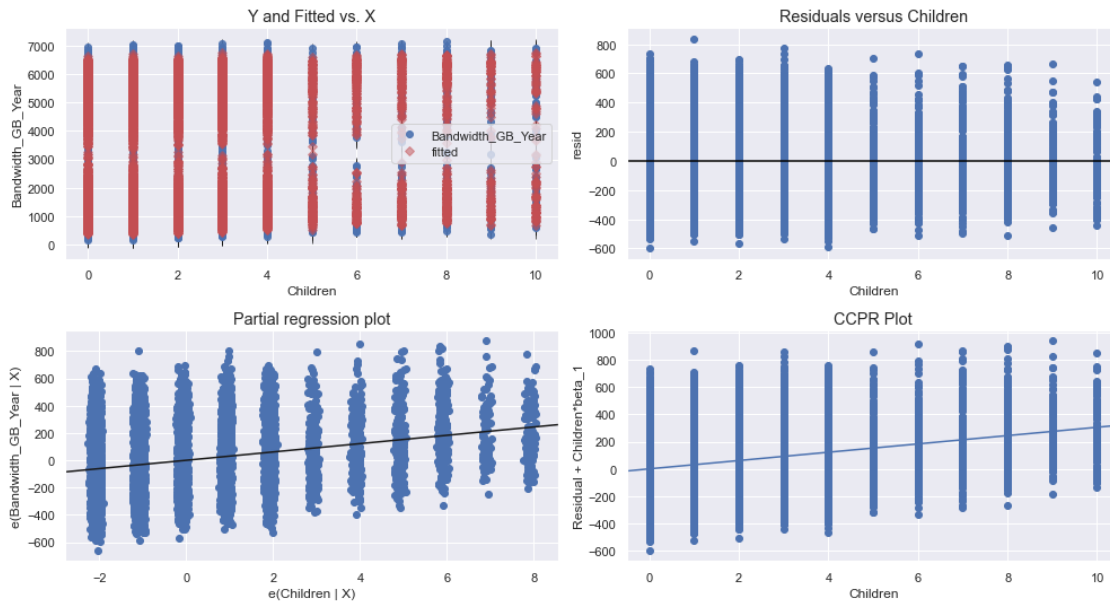 Y and Fitted vs. X
Bandwidth_GB_Year
7000
6000
5000
4000
3000
2000
1000
0
Bandwidth_GB_Year
fitted
0 2 4 6 8 10
Children
Residuals versus Children
resid
800
600
400
200
0
−200
−400
−600
0 2 4 6 8 10
Children
Partial regression plot
e(Bandwidth_GB_Year | X)
800
600
400
200
0
−200
−400
−600
−2 0 2 4 6 8
e(Children | X)
CCPR Plot
Residual + Children*beta_1
1000
800
600
400
200
0
−200
−400
−600
0 2 4 6 8 10
Children